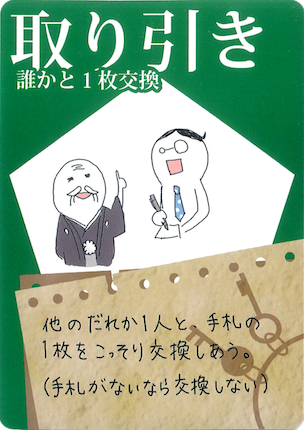 取り引き
誰かと１枚交換
他のだれか１人と、手札の
１枚をこっそり交換しあう。
(手札がないなら交換しない)